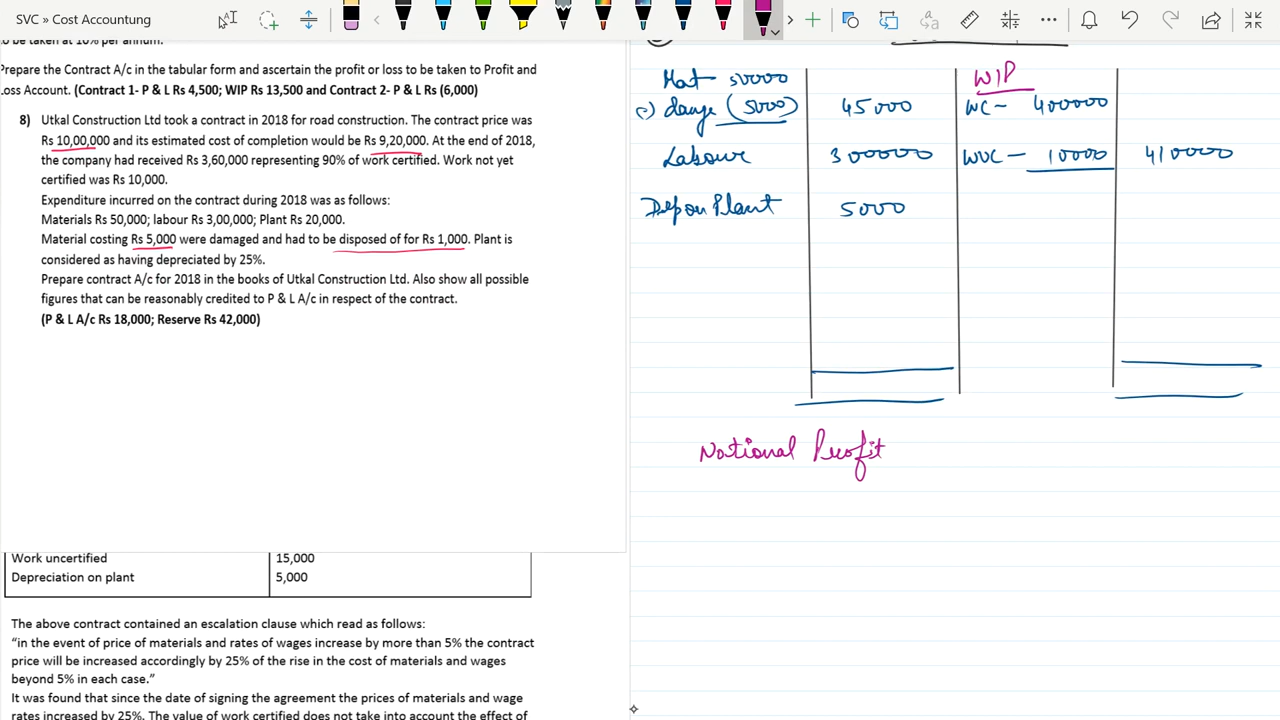 SVC » Cost Accountung
to be taken at 10% per annum.
Prepare the Contract A/c in the tabular form and ascertain the profit or loss to be taken to Profit and
Loss Account. (Contract 1- P & L Rs 4,500; WIP Rs 13,500 and Contract 2- P & L Rs (6,000)
8) Utkal Construction Ltd took a contract in 2018 for road construction. The contract price was
Rs 10,00,000 and its estimated cost of completion would be Rs 9,20,000. At the end of 2018,
the company had received Rs 3,60,000 representing 90% of work certified. Work not yet
certified was Rs 10,000.
Expenditure incurred on the contract during 2018 was as follows:
Materials Rs 50,000; labour Rs 3,00,000; Plant Rs 20,000.
Material costing Rs 5,000 were damaged and had to be disposed of for Rs 1,000. Plant is
considered as having depreciated by 25%.
Prepare contract A/c for 2018 in the books of Utkal Construction Ltd. Also show all possible
figures that can be reasonably credited to P & L A/c in respect of the contract.
(P & L A/c Rs 18,000; Reserve Rs 42,000)
Work uncertified 15,000
Depreciation on plant 5,000
The above contract contained an escalation clause which read as follows:
“in the event of price of materials and rates of wages increase by more than 5% the contract
price will be increased accordingly by 25% of the rise in the cost of materials and wages
beyond 5% in each case.”
It was found that since the date of signing the agreement the prices of materials and wage
rates increased by 25%. The value of work certified does not take into account the effect of
Mat 50000 WIP
(-) (5000) 45000 WC - 400000
Labour 300000 WUC - 10000 410000
Dep on Plant 5000
Notional Profit